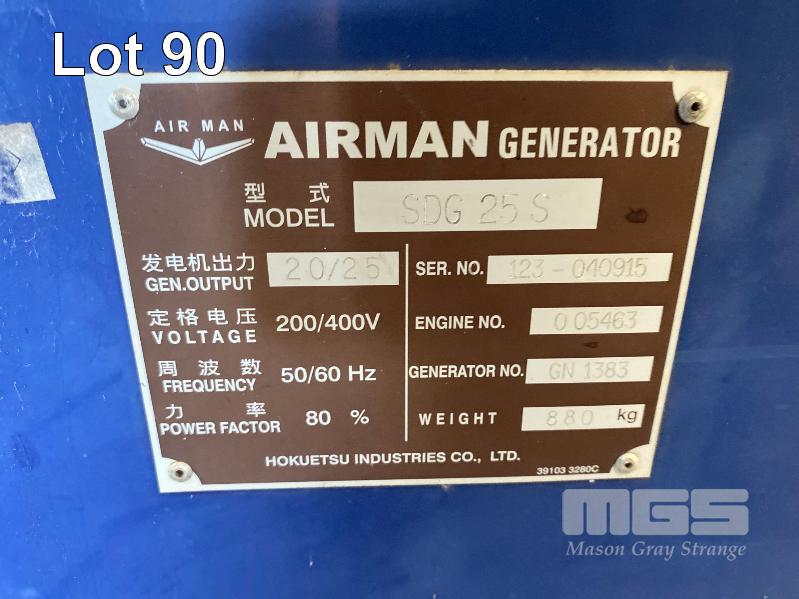 Lot 90
AIR MAN
AIRMAN GENERATOR
型 式
MODEL
SDG 25 S
发电机出力
GEN.OUTPUT
20/25
SER. NO.
123-040915
定格电压
VOLTAGE
200/400V
ENGINE NO.
005463
周波数
FREQUENCY
50/60 Hz
GENERATOR NO.
GN 1383
力 率
POWER FACTOR
80 %
WEIGHT
880 kg
HOKUETSU INDUSTRIES CO., LTD.
39103 3280C
MGS
Mason Gray Strange